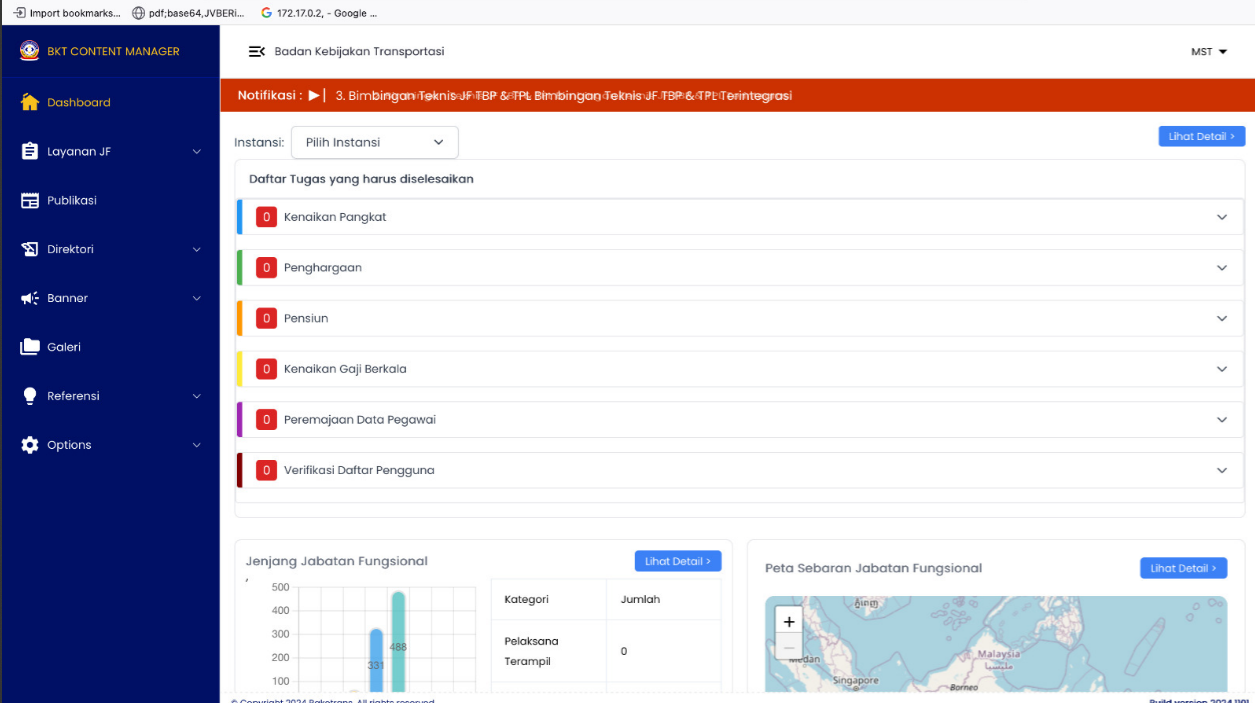 Import bookmarks... pdf;base64,JVBERi... 172.17.0.2, - Google ...
BKT CONTENT MANAGER
Badan Kebijakan Transportasi
MST
Notifikasi : 3. Bimbingan Teknis JF TBP & TPL Bimbingan Teknis JF TBP & TPL Terintegrasi
Dashboard
Layanan JF
Publikasi
Direktori
Banner
Galeri
Referensi
Options
Instansi: Pilih Instansi
Lihat Detail >
Daftar Tugas yang harus diselesaikan
0 Kenaikan Pangkat
0 Penghargaan
0 Pensiun
0 Kenaikan Gaji Berkala
0 Peremajaan Data Pegawai
0 Verifikasi Daftar Pengguna
Jenjang Jabatan Fungsional
Lihat Detail >
500
400
300
200
100
331
488
Kategori Jumlah
Pelaksana
Terampil
0
Peta Sebaran Jabatan Fungsional
Lihat Detail >
+
−
Medan
Malaysia
مليسيا
Singapore
Borneo
© Copyright 2024 Baketrans. All rights reserved
Build version 2024.1101